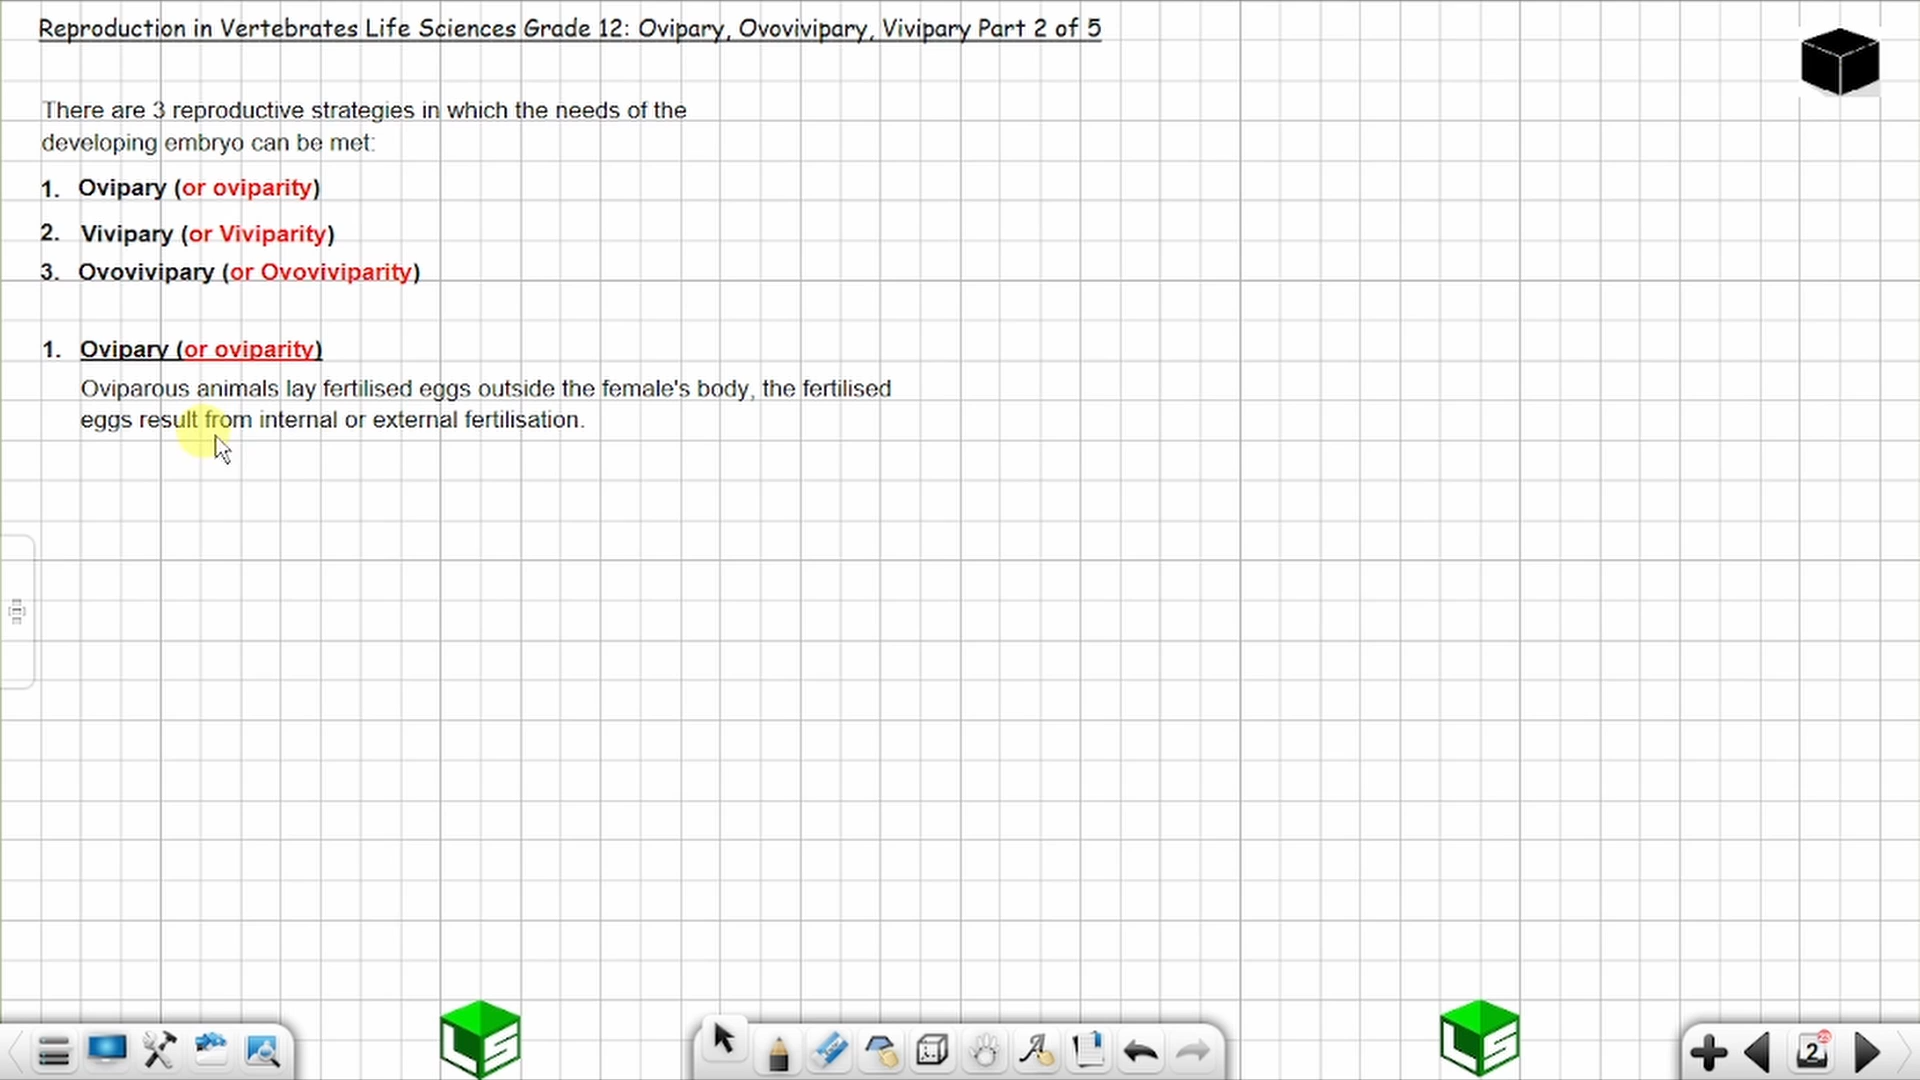 Reproduction in Vertebrates Life Sciences Grade 12: Ovipary, Ovovivipary, Vivipary Part 2 of 5
There are 3 reproductive strategies in which the needs of the
developing embryo can be met:
1. Ovipary (or oviparity)
2. Vivipary (or Viviparity)
3. Ovovivipary (or Ovoviviparity)
1. Ovipary (or oviparity)
Oviparous animals lay fertilised eggs outside the female's body, the fertilised
eggs result from internal or external fertilisation.
LS
LS
2